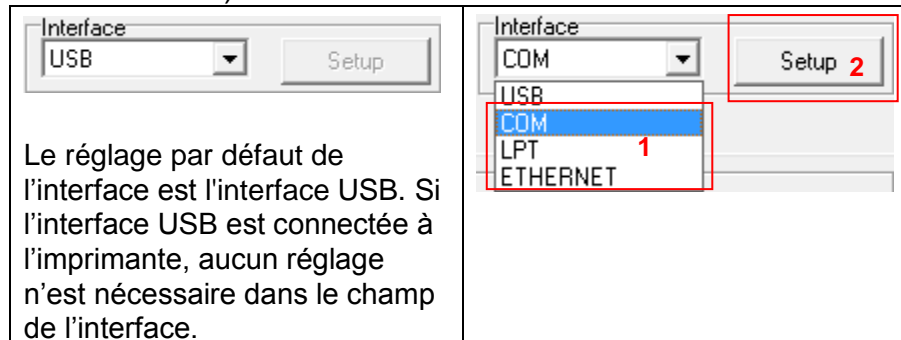 Interface
USB
Setup
Le réglage par défaut de
l’interface est l'interface USB. Si
l’interface USB est connectée à
l’imprimante, aucun réglage
n’est nécessaire dans le champ
de l’interface.
Interface
COM
Setup 2
USB
COM
LPT 1
ETHERNET